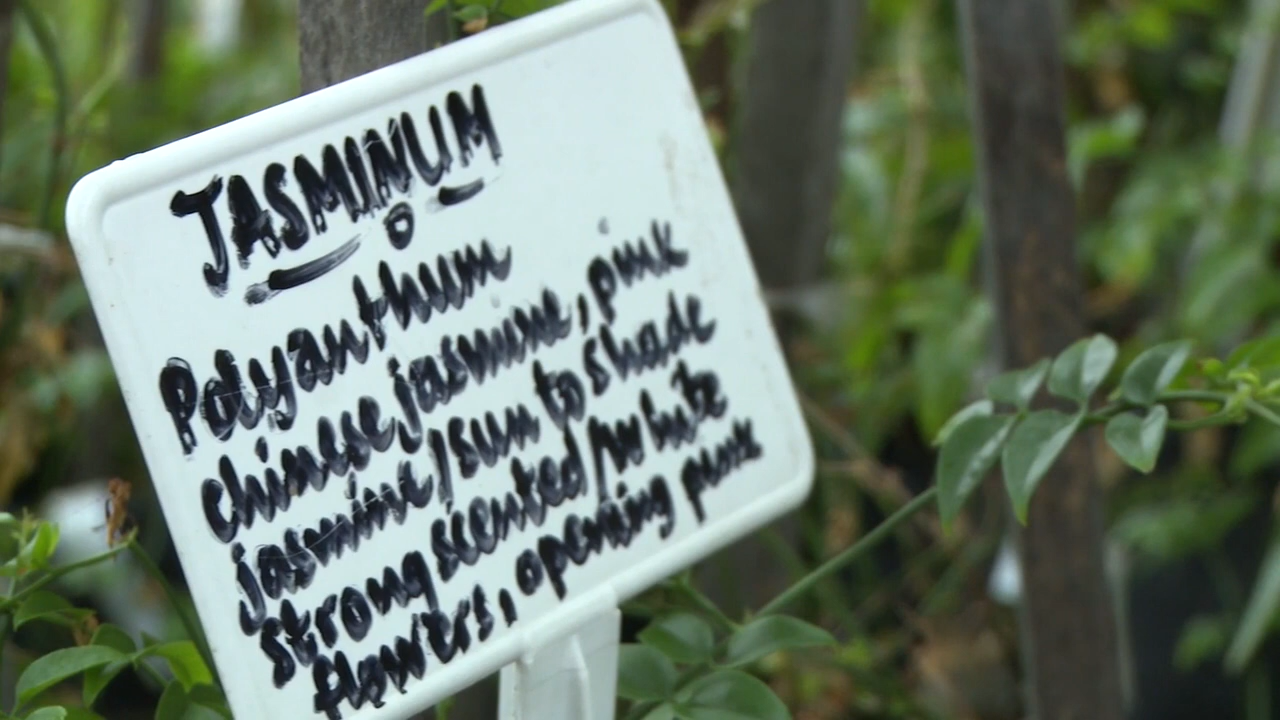 JASMINUM
Polyanthum
chinese jasmine, pink
jasmine / sun to shade
strong scented / white
flowers, opening pink